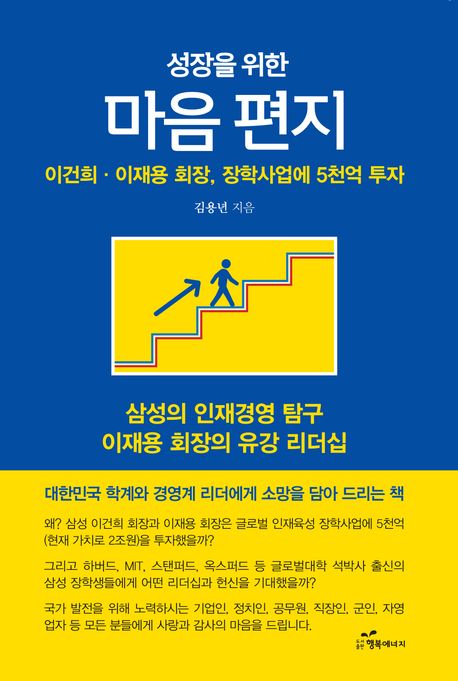 성장을 위한
마음 편지
이건희 · 이재용 회장, 장학사업에 5천억 투자
김용년 지음
삼성의 인재경영 탐구
이재용 회장의 유강 리더십
대한민국 학계와 경영계 리더에게 소망을 담아 드리는 책
왜? 삼성 이건희 회장과 이재용 회장은 글로벌 인재육성 장학사업에 5천억
(현재 가치로 2조원)을 투자했을까?
그리고 하버드, MIT, 스탠퍼드, 옥스퍼드 등 글로벌대학 석박사 출신의
삼성 장학생들에게 어떤 리더십과 헌신을 기대했을까?
국가 발전을 위해 노력하시는 기업인, 정치인, 공무원, 직장인, 군인, 자영
업자 등 모든 분들에게 사랑과 감사의 마음을 드립니다.
도서출판 행복에너지